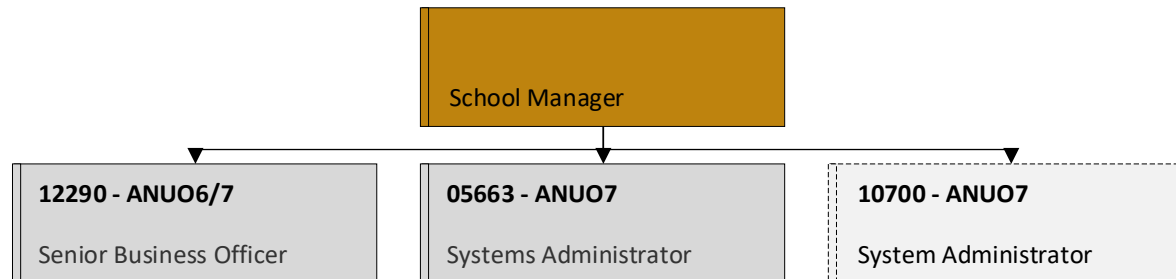 School Manager
12290 - ANUO6/7
Senior Business Officer
05663 - ANUO7
Systems Administrator
10700 - ANUO7
System Administrator